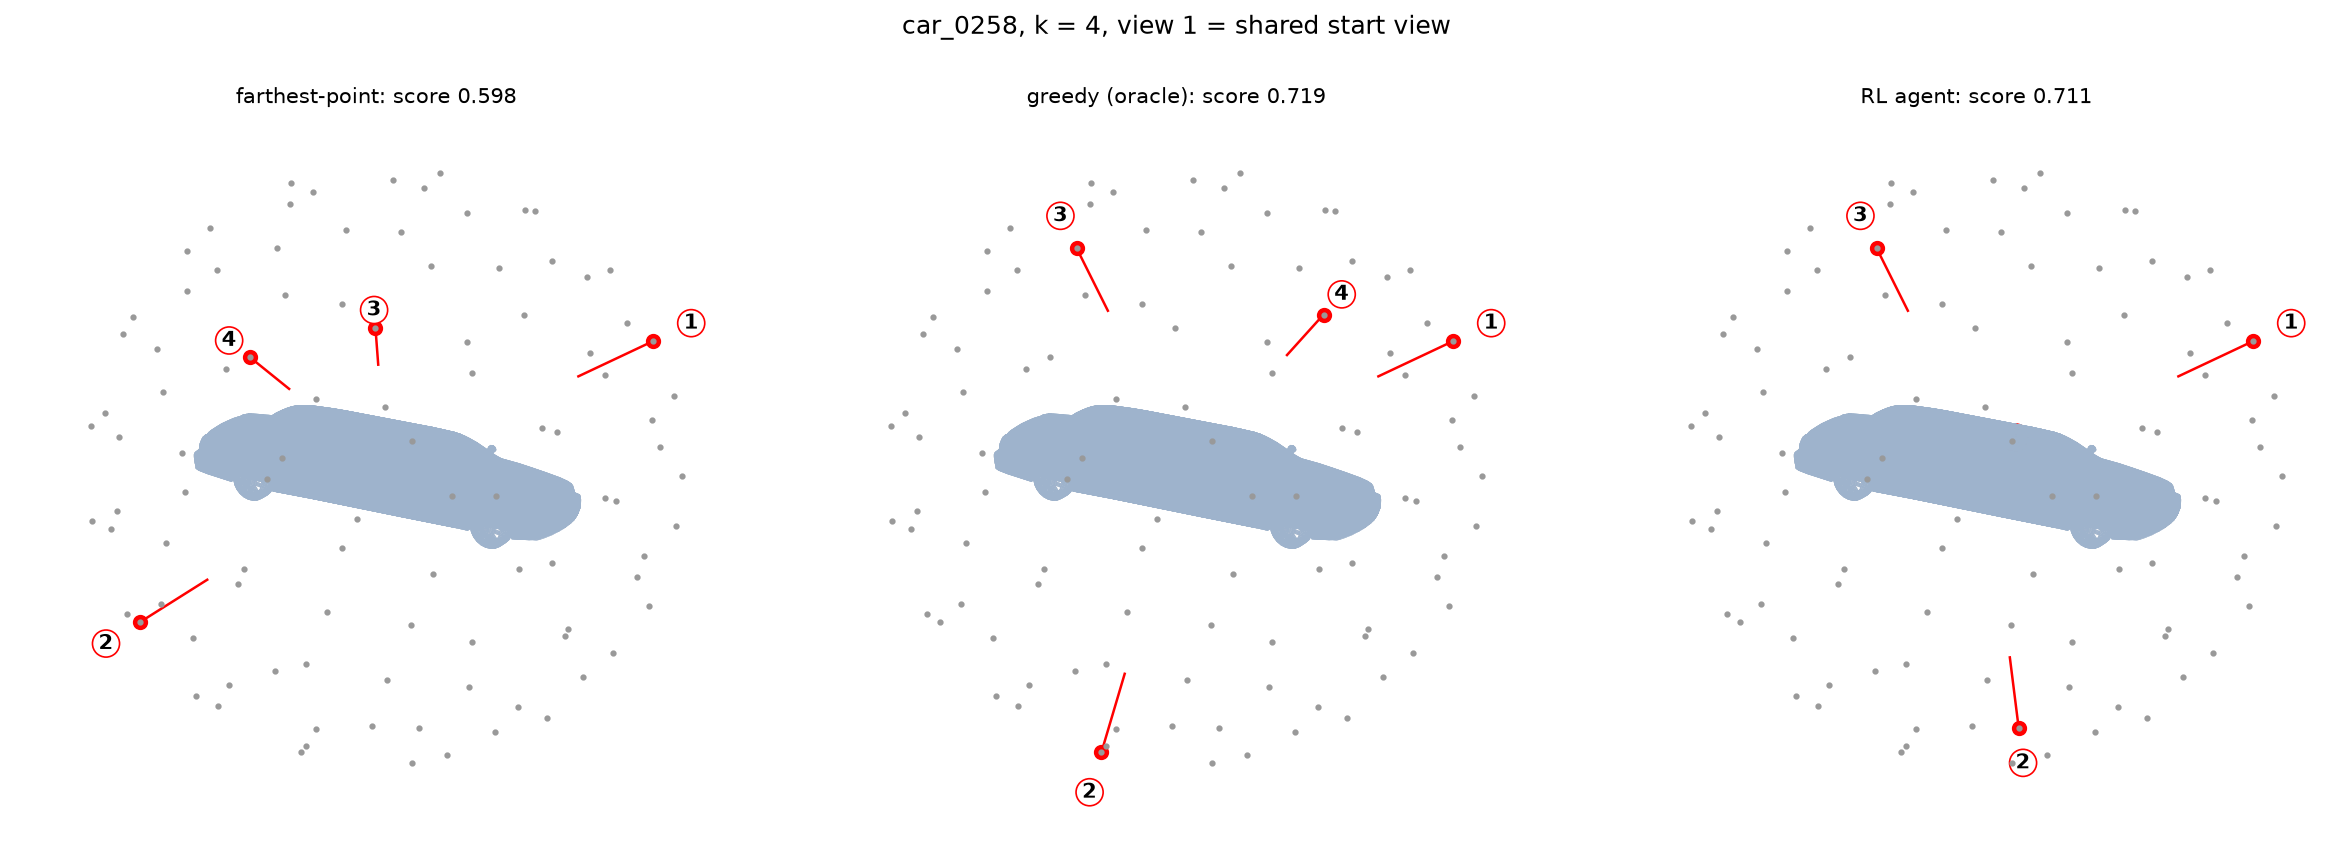 car_0258, k = 4, view 1 = shared start view
farthest-point: score 0.598
3
4
1
2
greedy (oracle): score 0.719
3
4
1
2
RL agent: score 0.711
3
1
2